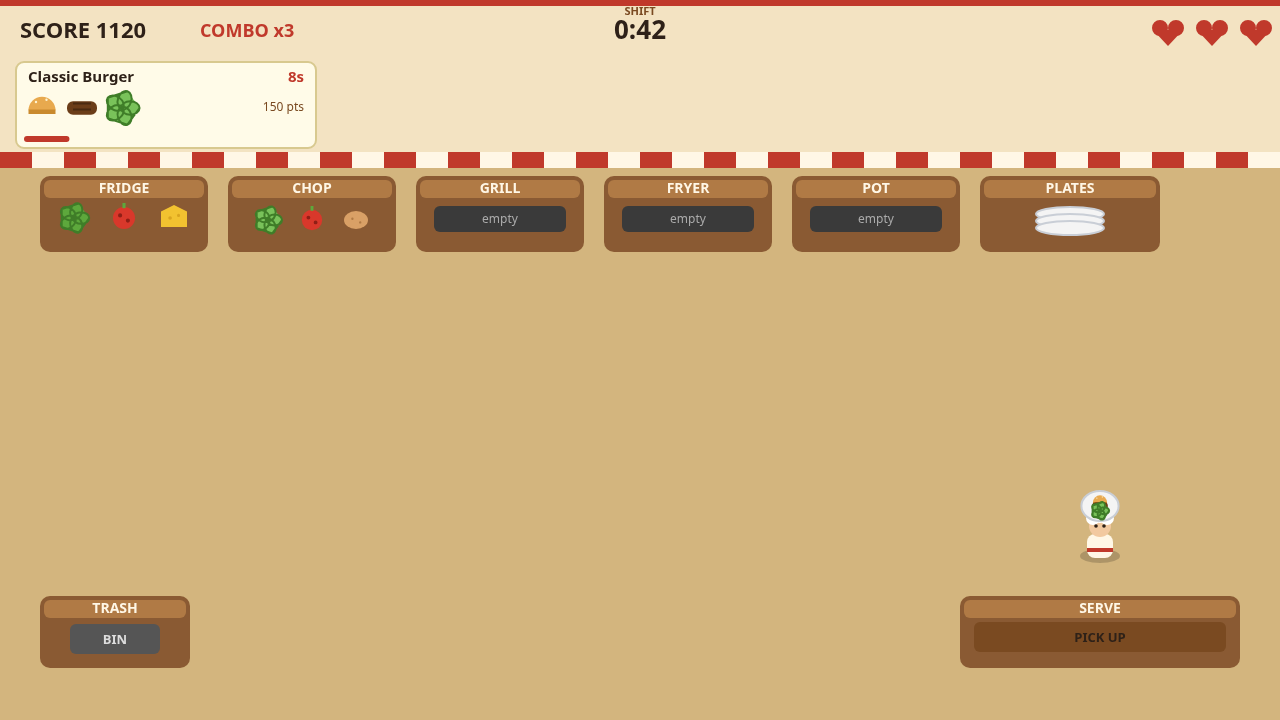 SHIFT
SCORE 1120
COMBO x3
0:42
Classic Burger
8s
150 pts
FRIDGE
CHOP
GRILL
FRYER
POT
PLATES
empty
empty
empty
TRASH
SERVE
BIN
PICK UP